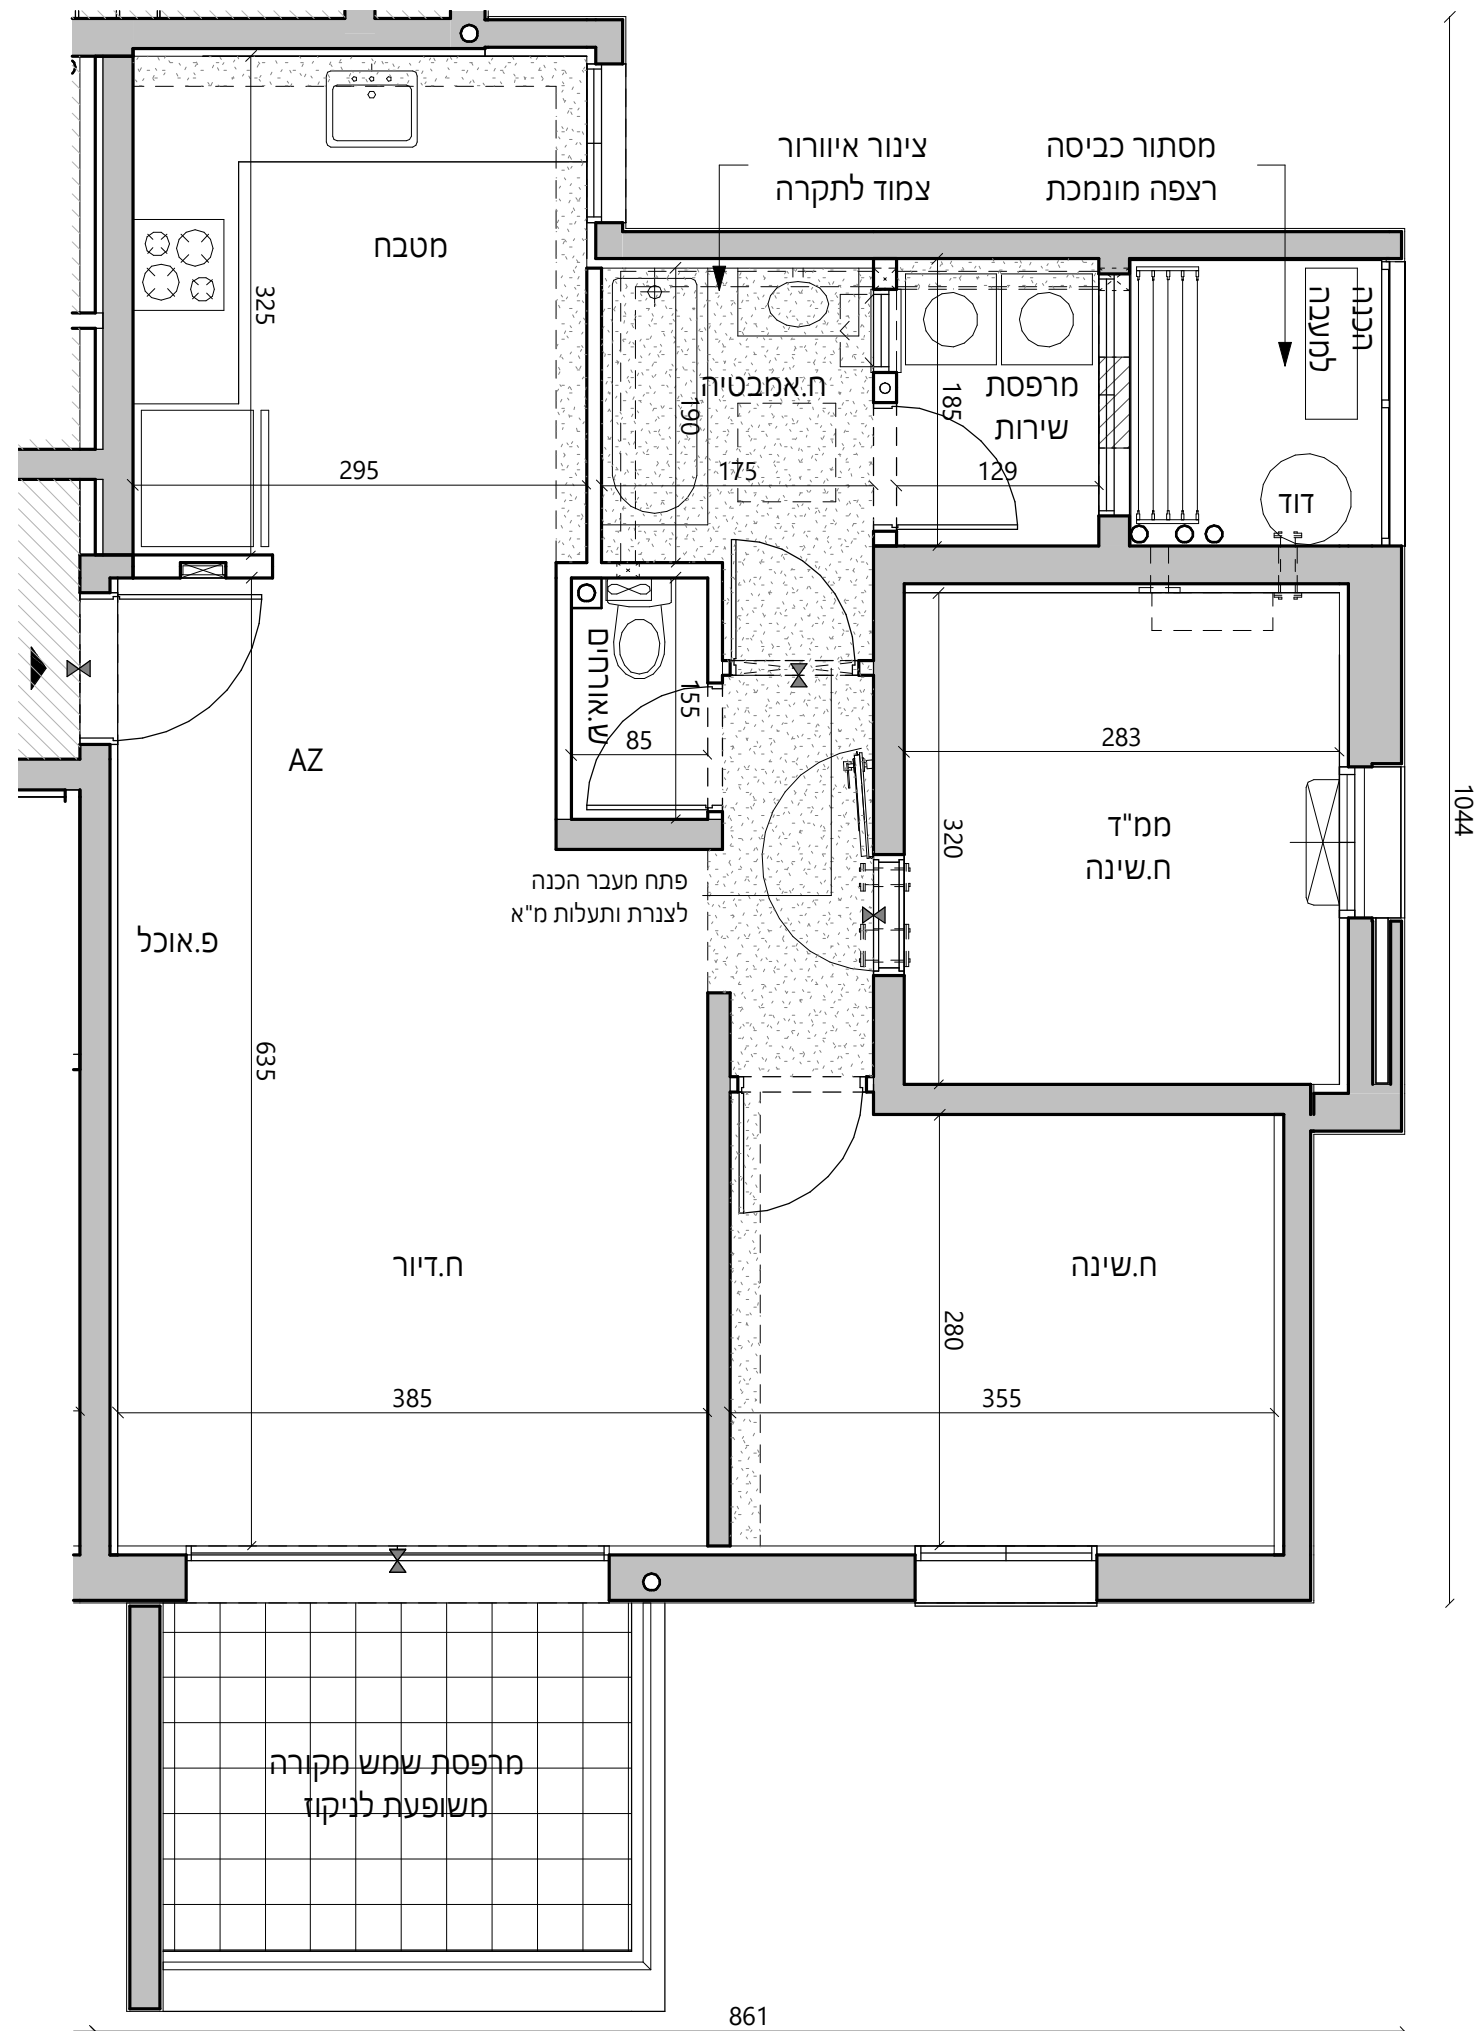 צינור איוורור
צמוד לתקרה
מסתור כביסה
רצפה מונמכת
מטבח
325
295
ח.אמבטיה
190
175
185
מרפסת
שירות
129
הכנה
למעבה
דוד
ש.אורחים
155
85
AZ
283
320
ממ"ד
ח.שינה
1044
פתח מעבר הכנה
לצנרת ותעלות מ"א
פ.אוכל
635
ח.דיור
385
ח.שינה
280
355
מרפסת שמש מקורה
משופעת לניקוז
861